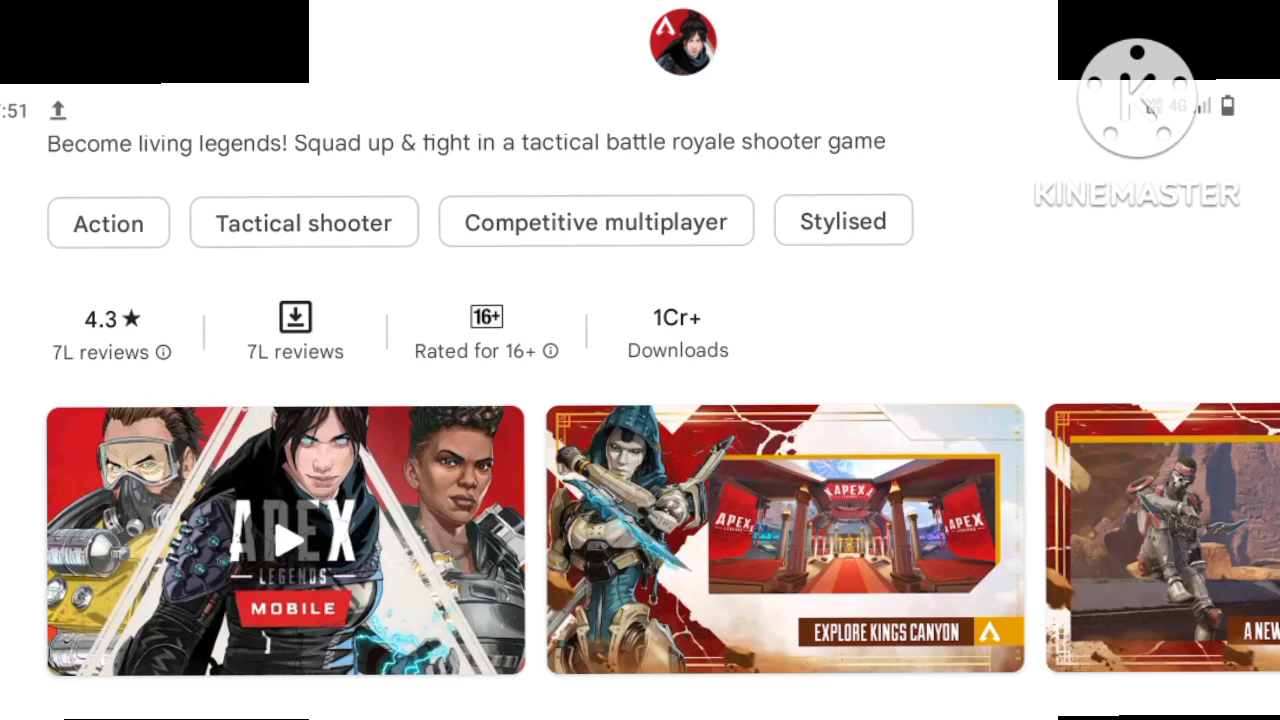 :51
4G
KINEMASTER
Become living legends! Squad up & fight in a tactical battle royale shooter game
Action
Tactical shooter
Competitive multiplayer
Stylised
4.3★
7L reviews
7L reviews
16+
Rated for 16+
1Cr+
Downloads
APEX
LEGENDS
MOBILE
APEX
APEX
APEX
EXPLORE KINGS CANYON
A NEW